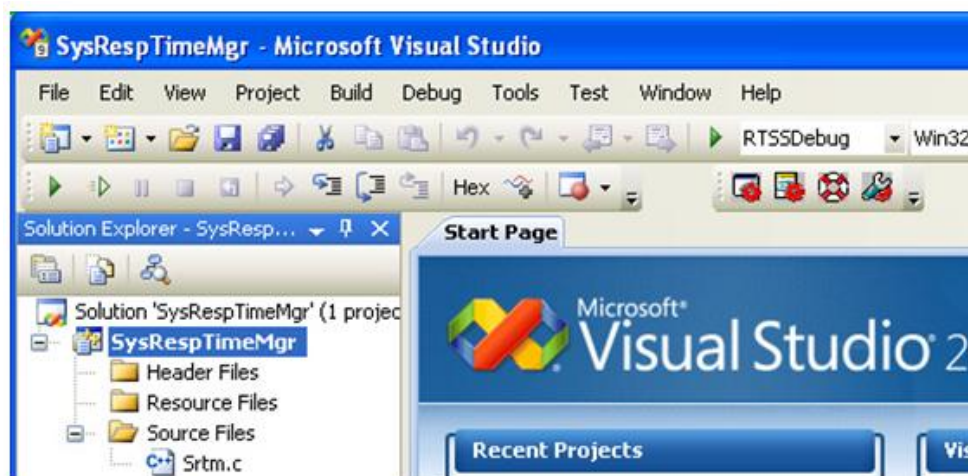 SysRespTimeMgr - Microsoft Visual Studio
File Edit View Project Build Debug Tools Test Window Help
RTSSDebug Win32
Hex
Solution Explorer - SysResp...
Start Page
Solution 'SysRespTimeMgr' (1 projec
SysRespTimeMgr
Header Files
Resource Files
Source Files
Srtm.c
Microsoft®
Visual Studio® 2
Recent Projects
Vis